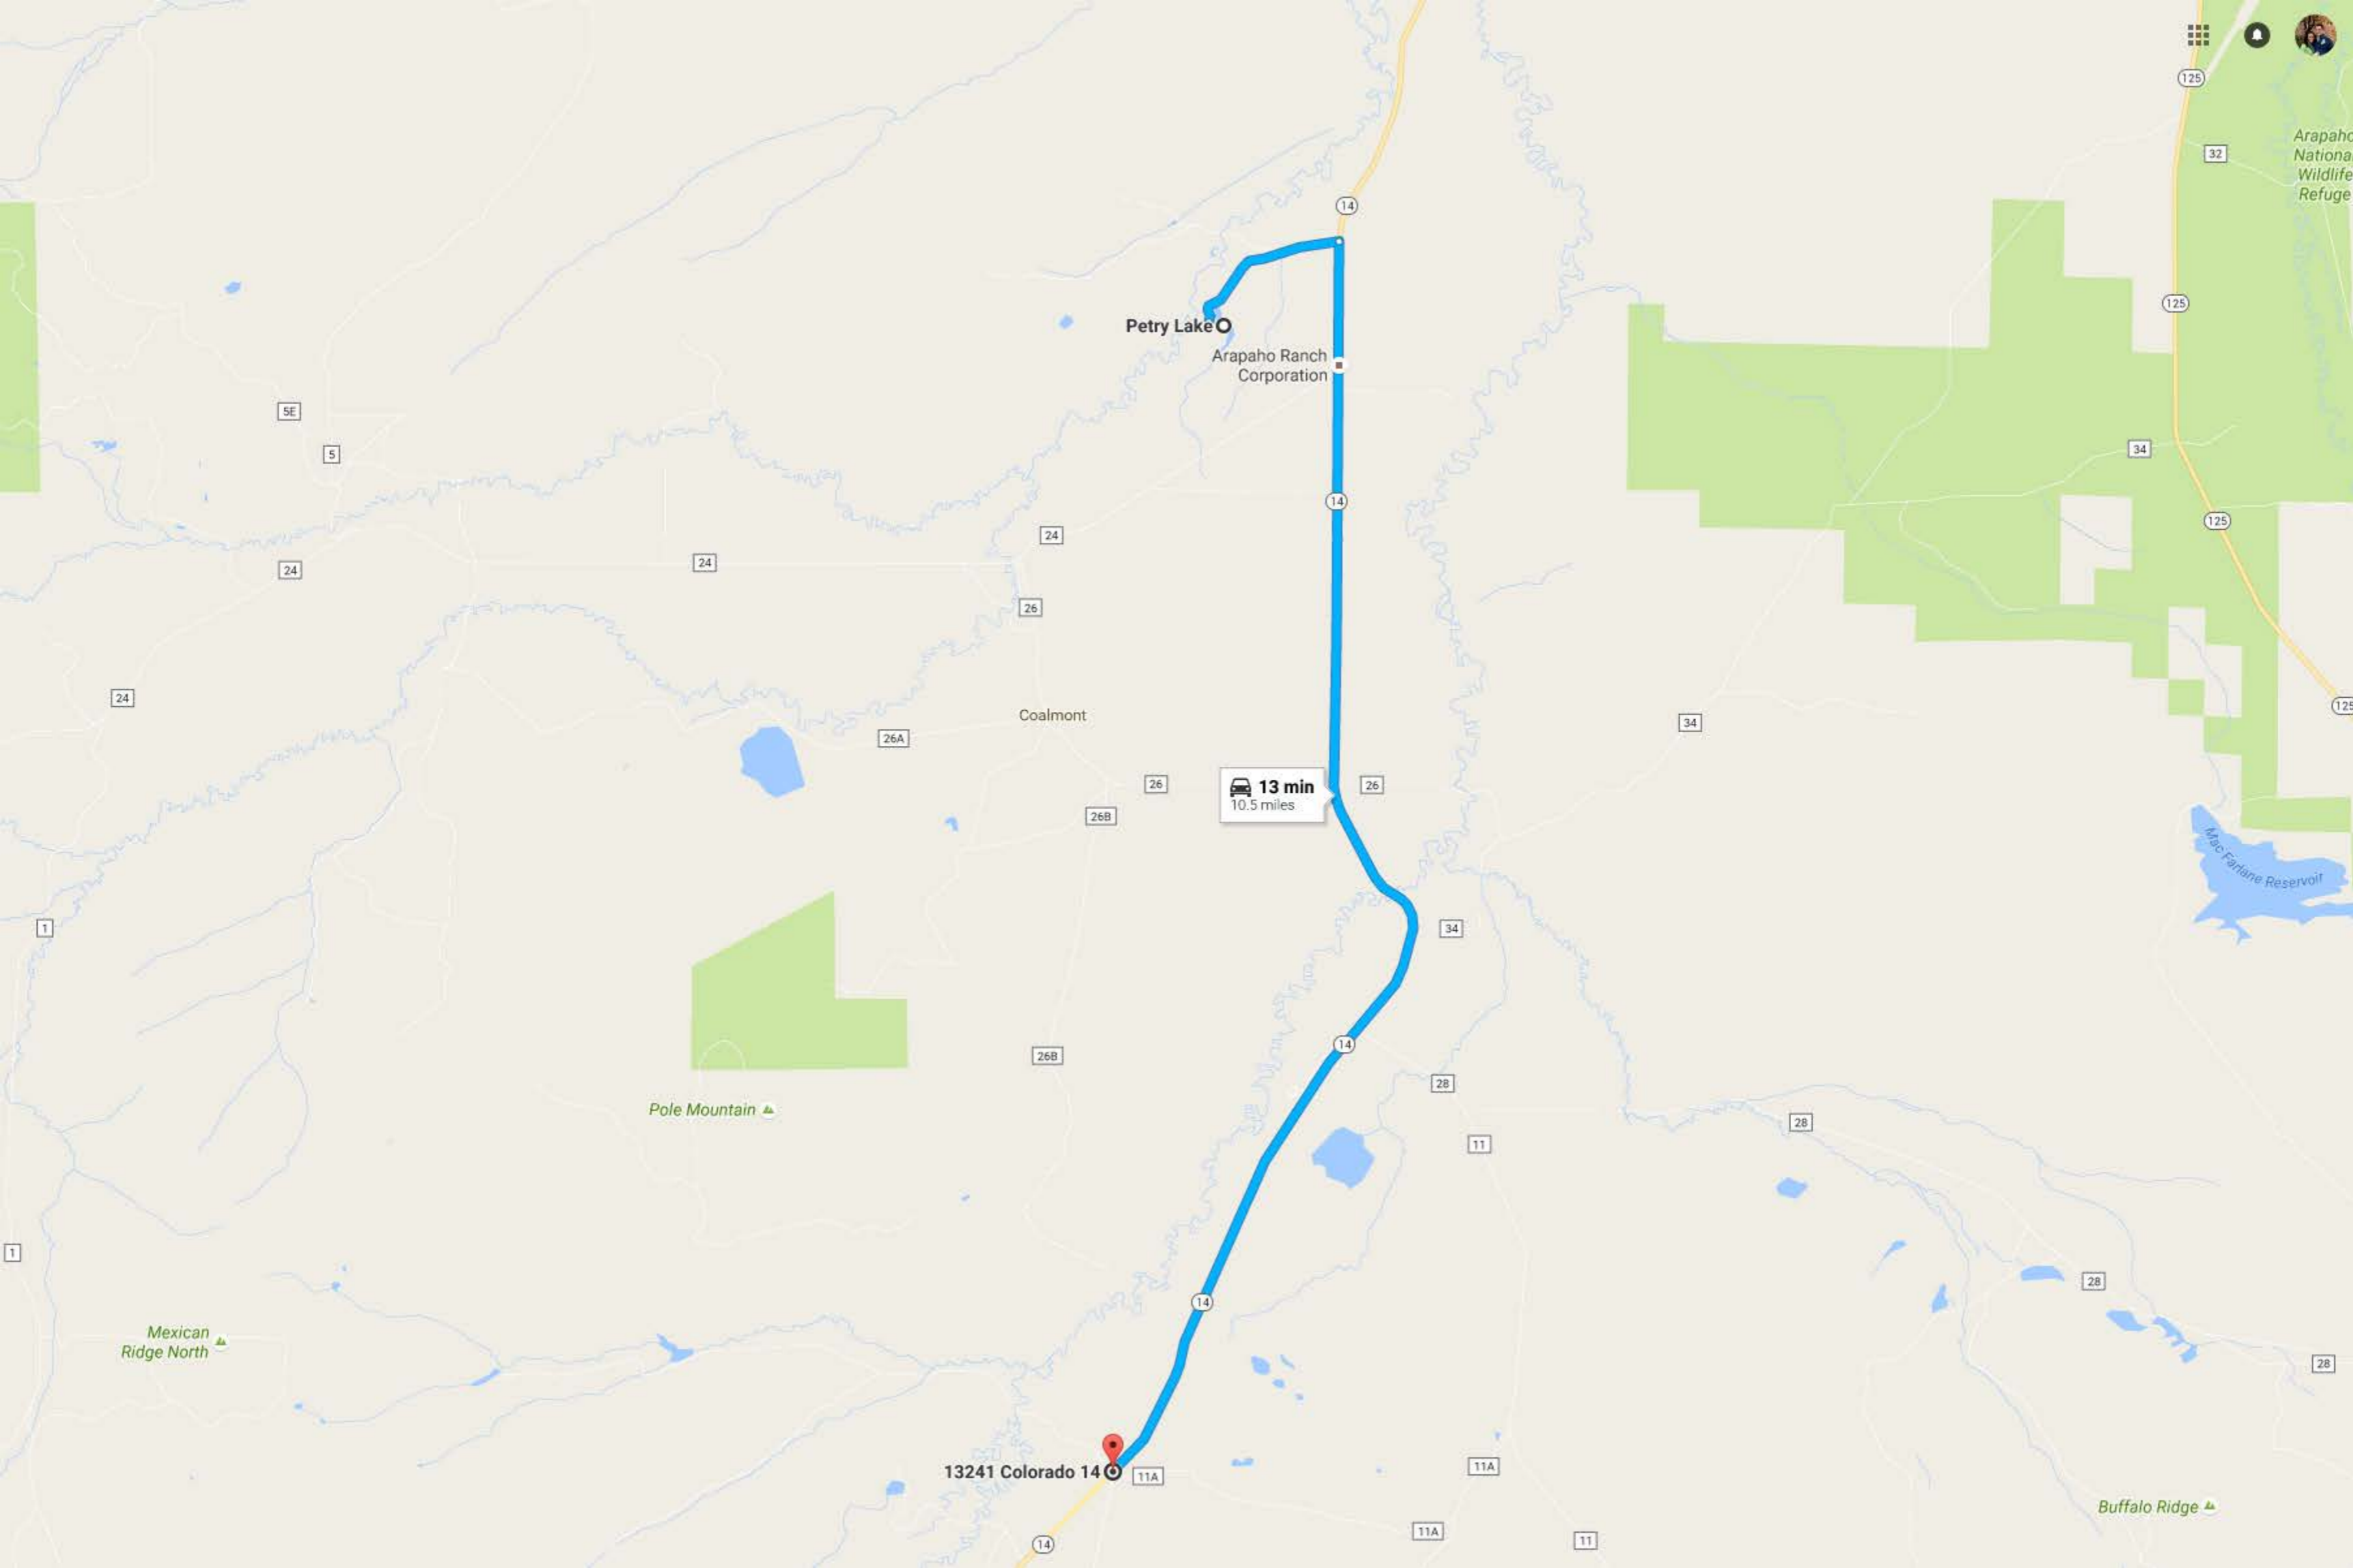 125
Arapaho
National
Wildlife
Refuge
32
14
125
Petry Lake
Arapaho Ranch
Corporation
5E
5
34
14
125
24
24
24
26
24
125
Coalmont
34
26A
26
13 min
10.5 miles
26
26B
Mac Farlane Reservoir
1
34
14
26B
28
Pole Mountain
28
11
1
28
14
Mexican
Ridge North
28
13241 Colorado 14
11A
11A
Buffalo Ridge
11A
11
14